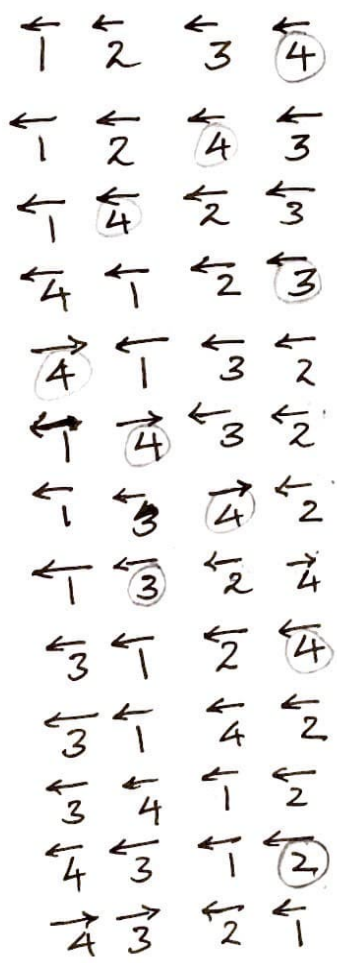 ← ← ← ←
1 2 3 4
← ← ← ←
1 2 4 3
← ← ← ←
1 4 2 3
← ← ← ←
4 1 2 3
→ ← ← ←
4 1 3 2
← → ← ←
1 4 3 2
← ← → ←
1 3 4 2
← ← ← →
1 3 2 4
← ← ← ←
3 1 2 4
← ← ← ←
3 1 4 2
← ← ← ←
3 4 1 2
← ← ← ←
4 3 1 2
→ → ← ←
4 3 2 1